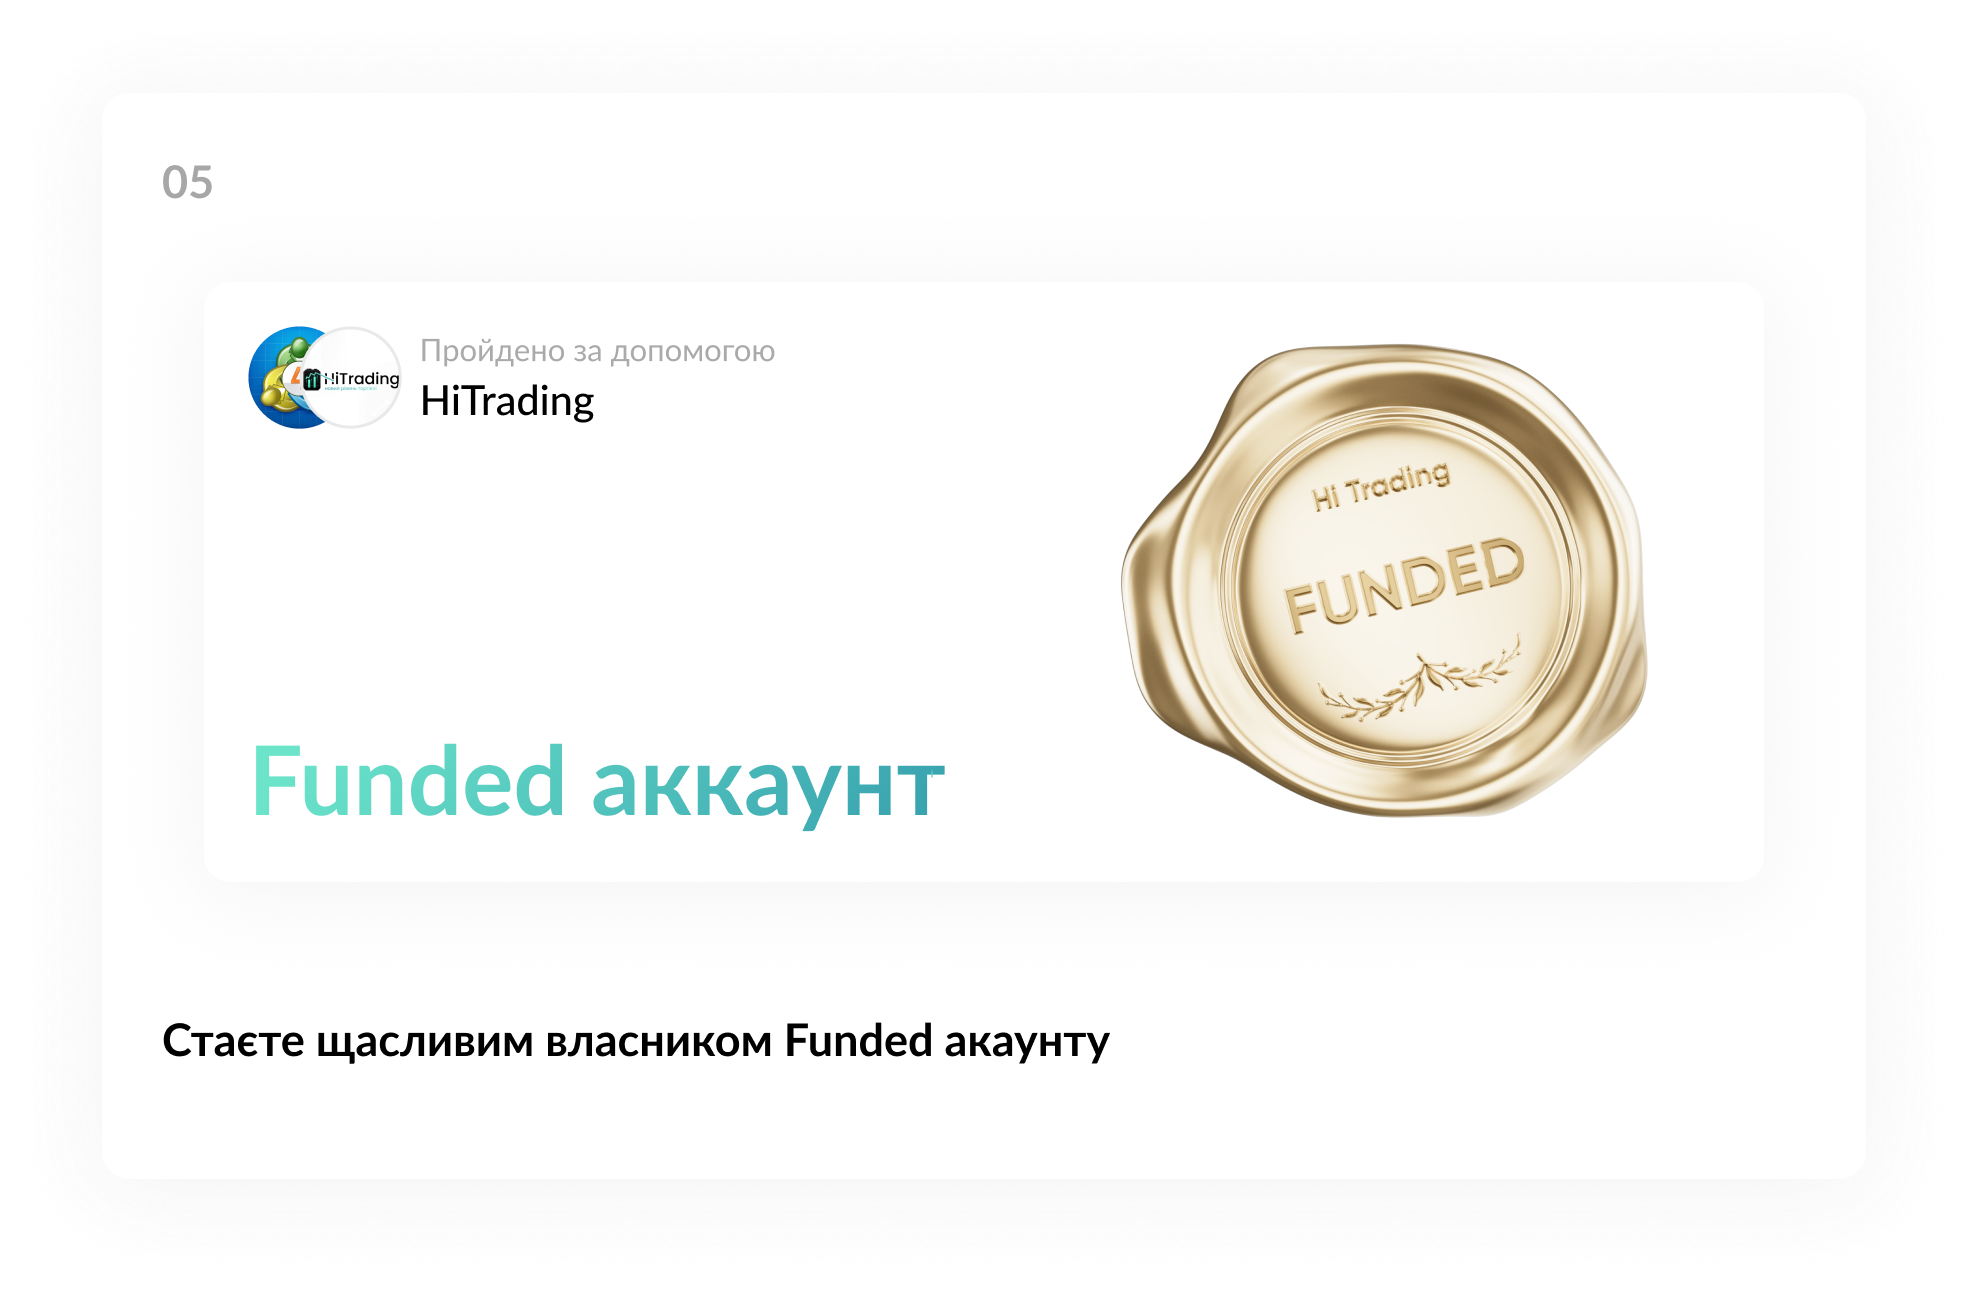 05
Пройдено за допомогою
HiTrading
HiTrading
Hi Trading
FUNDED
Funded аккаунт
Стаєте щасливим власником Funded акаунту